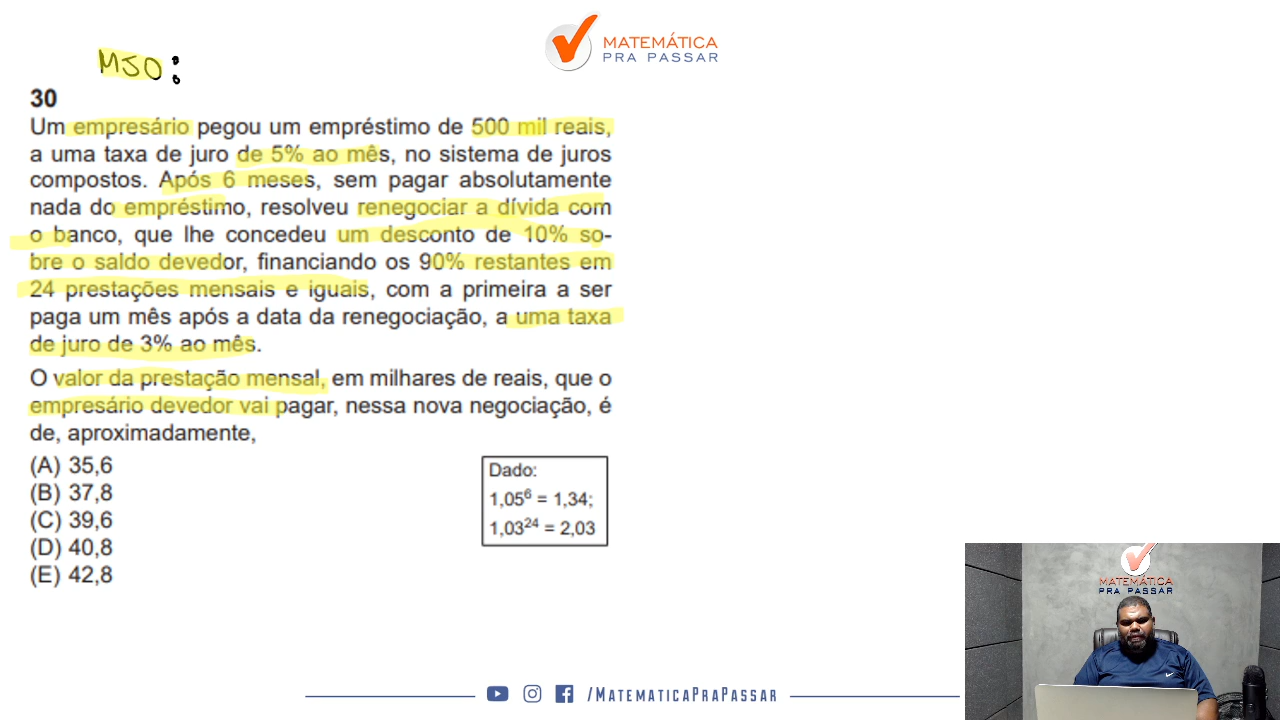 MATEMÁTICA
PRA PASSAR
MJO:
30
Um empresário pegou um empréstimo de 500 mil reais,
a uma taxa de juro de 5% ao mês, no sistema de juros
compostos. Após 6 meses, sem pagar absolutamente
nada do empréstimo, resolveu renegociar a dívida com
o banco, que lhe concedeu um desconto de 10% so-
bre o saldo devedor, financiando os 90% restantes em
24 prestações mensais e iguais, com a primeira a ser
paga um mês após a data da renegociação, a uma taxa
de juro de 3% ao mês.
O valor da prestação mensal, em milhares de reais, que o
empresário devedor vai pagar, nessa nova negociação, é
de, aproximadamente,
(A) 35,6
(B) 37,8
(C) 39,6
(D) 40,8
(E) 42,8
Dado:
1,05⁶ = 1,34;
1,03²⁴ = 2,03
MATEMÁTICA
PRA PASSAR
/MATEMATICAPRAPASSAR